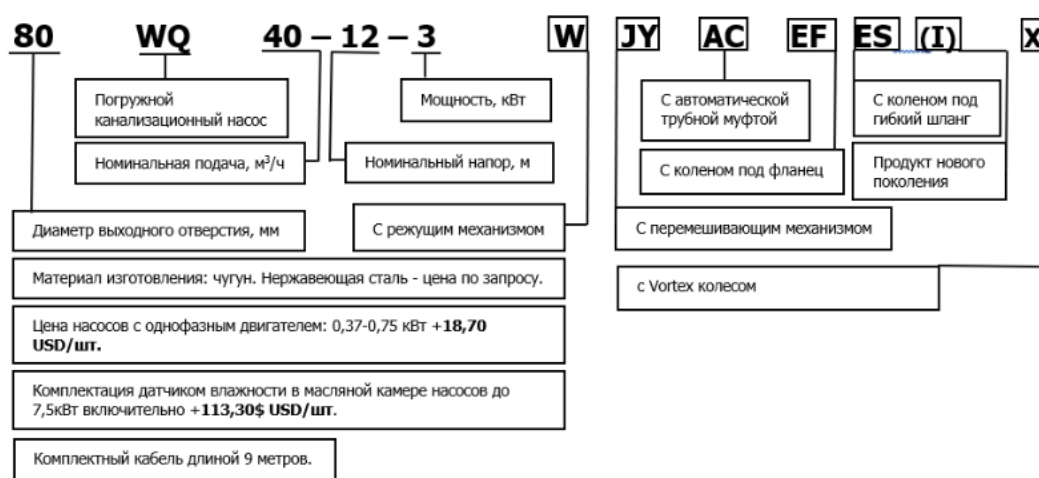 80 WQ 40 – 12 – 3 W JY AC EF ES (I) X
Погружной
канализационный насос
Мощность, кВт
С автоматической
трубной муфтой
С коленом под
гибкий шланг
Номинальная подача, м³/ч
Номинальный напор, м
С коленом под фланец
Продукт нового
поколения
Диаметр выходного отверстия, мм
С режущим механизмом
С перемешивающим механизмом
Материал изготовления: чугун. Нержавеющая сталь - цена по запросу.
с Vortex колесом
Цена насосов с однофазным двигателем: 0,37-0,75 кВт +18,70
USD/шт.
Комплектация датчиком влажности в масляной камере насосов до
7,5кВт включительно +113,30$ USD/шт.
Комплектный кабель длиной 9 метров.